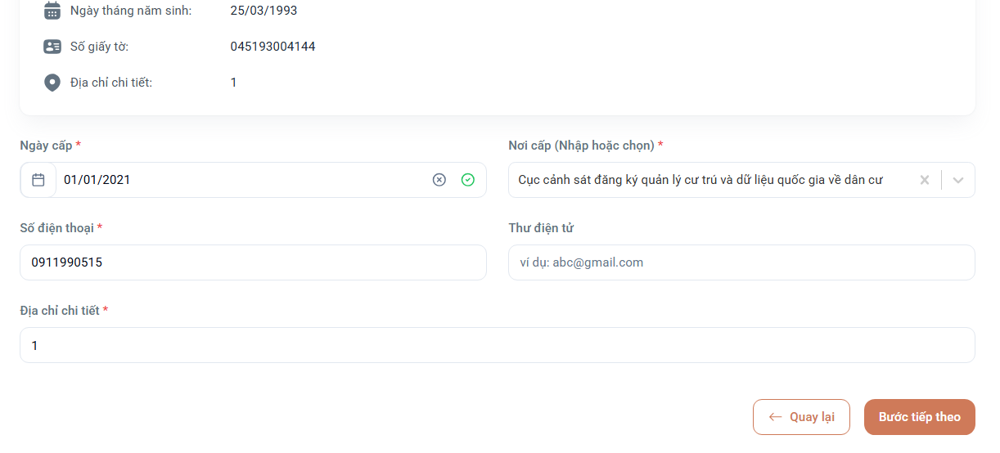 Ngày tháng năm sinh: 25/03/1993
Số giấy tờ: 045193004144
Địa chỉ chi tiết: 1
Ngày cấp * Nơi cấp (Nhập hoặc chọn) *
01/01/2021 Cục cảnh sát đăng ký quản lý cư trú và dữ liệu quốc gia về dân cư
Số điện thoại * Thư điện tử
0911990515 ví dụ: abc@gmail.com
Địa chỉ chi tiết *
1
Quay lại Bước tiếp theo